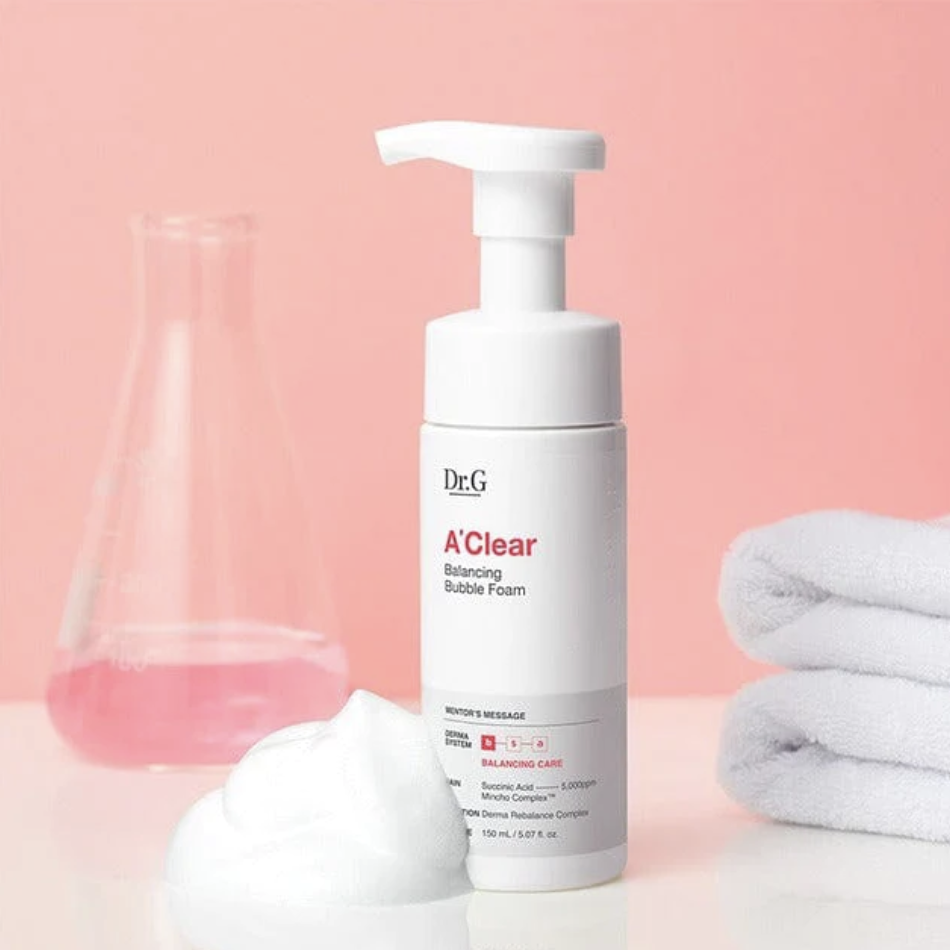 Dr.G
A'Clear
Balancing
Bubble Foam
MENTOR'S MESSAGE
DERMA
SYSTEM
b s a
BALANCING CARE
Succinic Acid ------- 5,000ppm
Mincho Complex™
Derma Rebalance Complex
150 mL / 5.07 fl. oz.